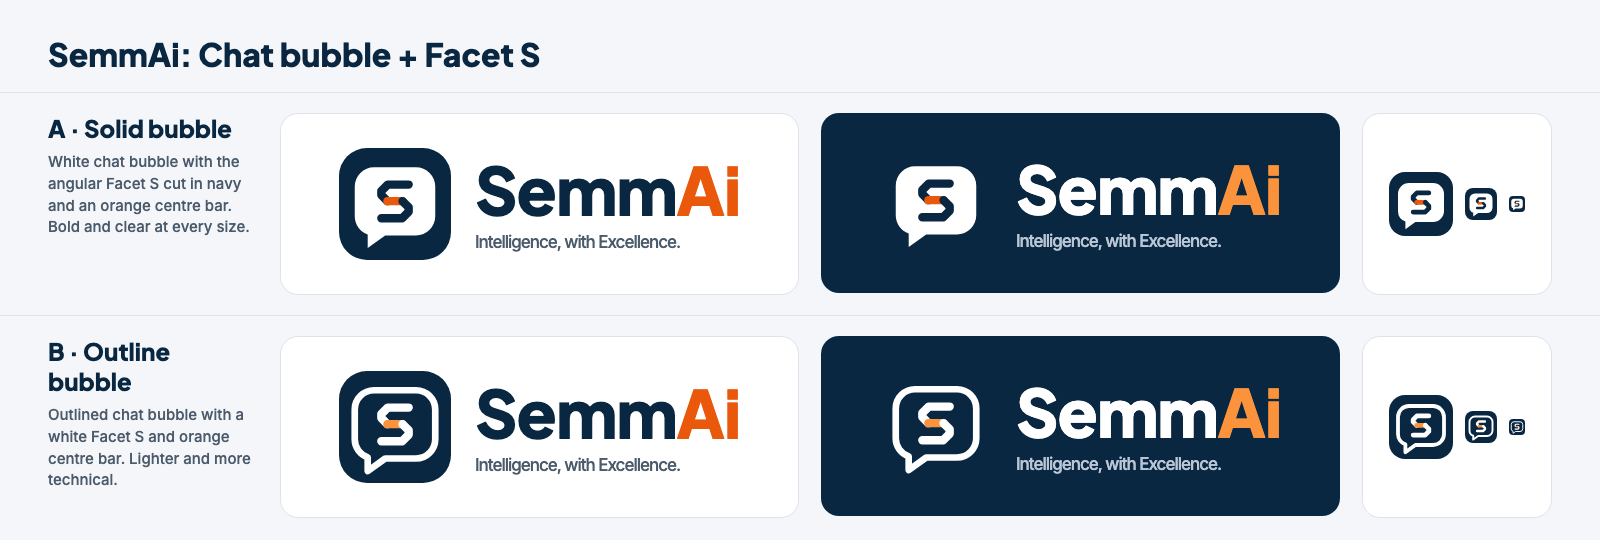 SemmAi: Chat bubble + Facet S
A · Solid bubble
White chat bubble with the
angular Facet S cut in navy
and an orange centre bar.
Bold and clear at every size.
S
SemmAi
Intelligence, with Excellence.
S
SemmAi
Intelligence, with Excellence.
S
S
S
B · Outline
bubble
Outlined chat bubble with a
white Facet S and orange
centre bar. Lighter and more
technical.
S
SemmAi
Intelligence, with Excellence.
S
SemmAi
Intelligence, with Excellence.
S
S
S